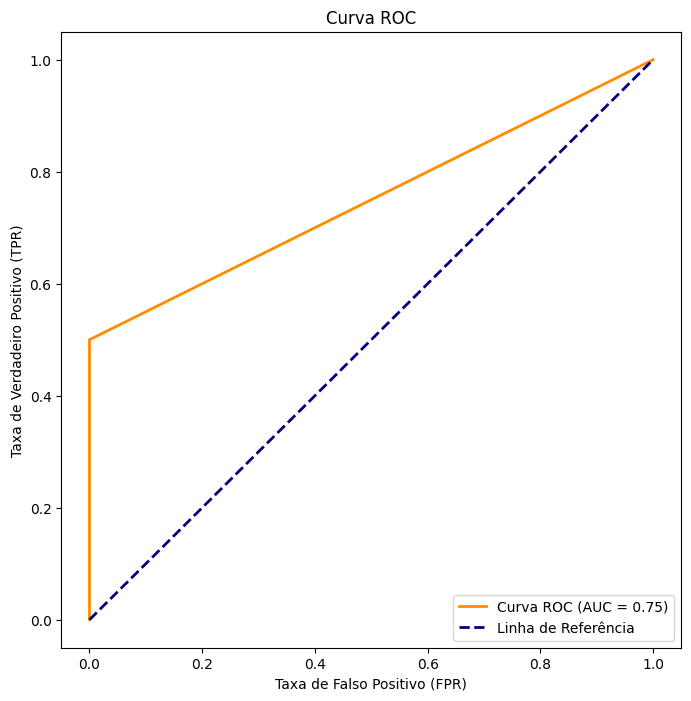 Curva ROC
1.0
0.8
0.6
0.4
0.2
0.0
Taxa de Verdadeiro Positivo (TPR)
Curva ROC (AUC = 0.75)
Linha de Referência
0.0 0.2 0.4 0.6 0.8 1.0
Taxa de Falso Positivo (FPR)